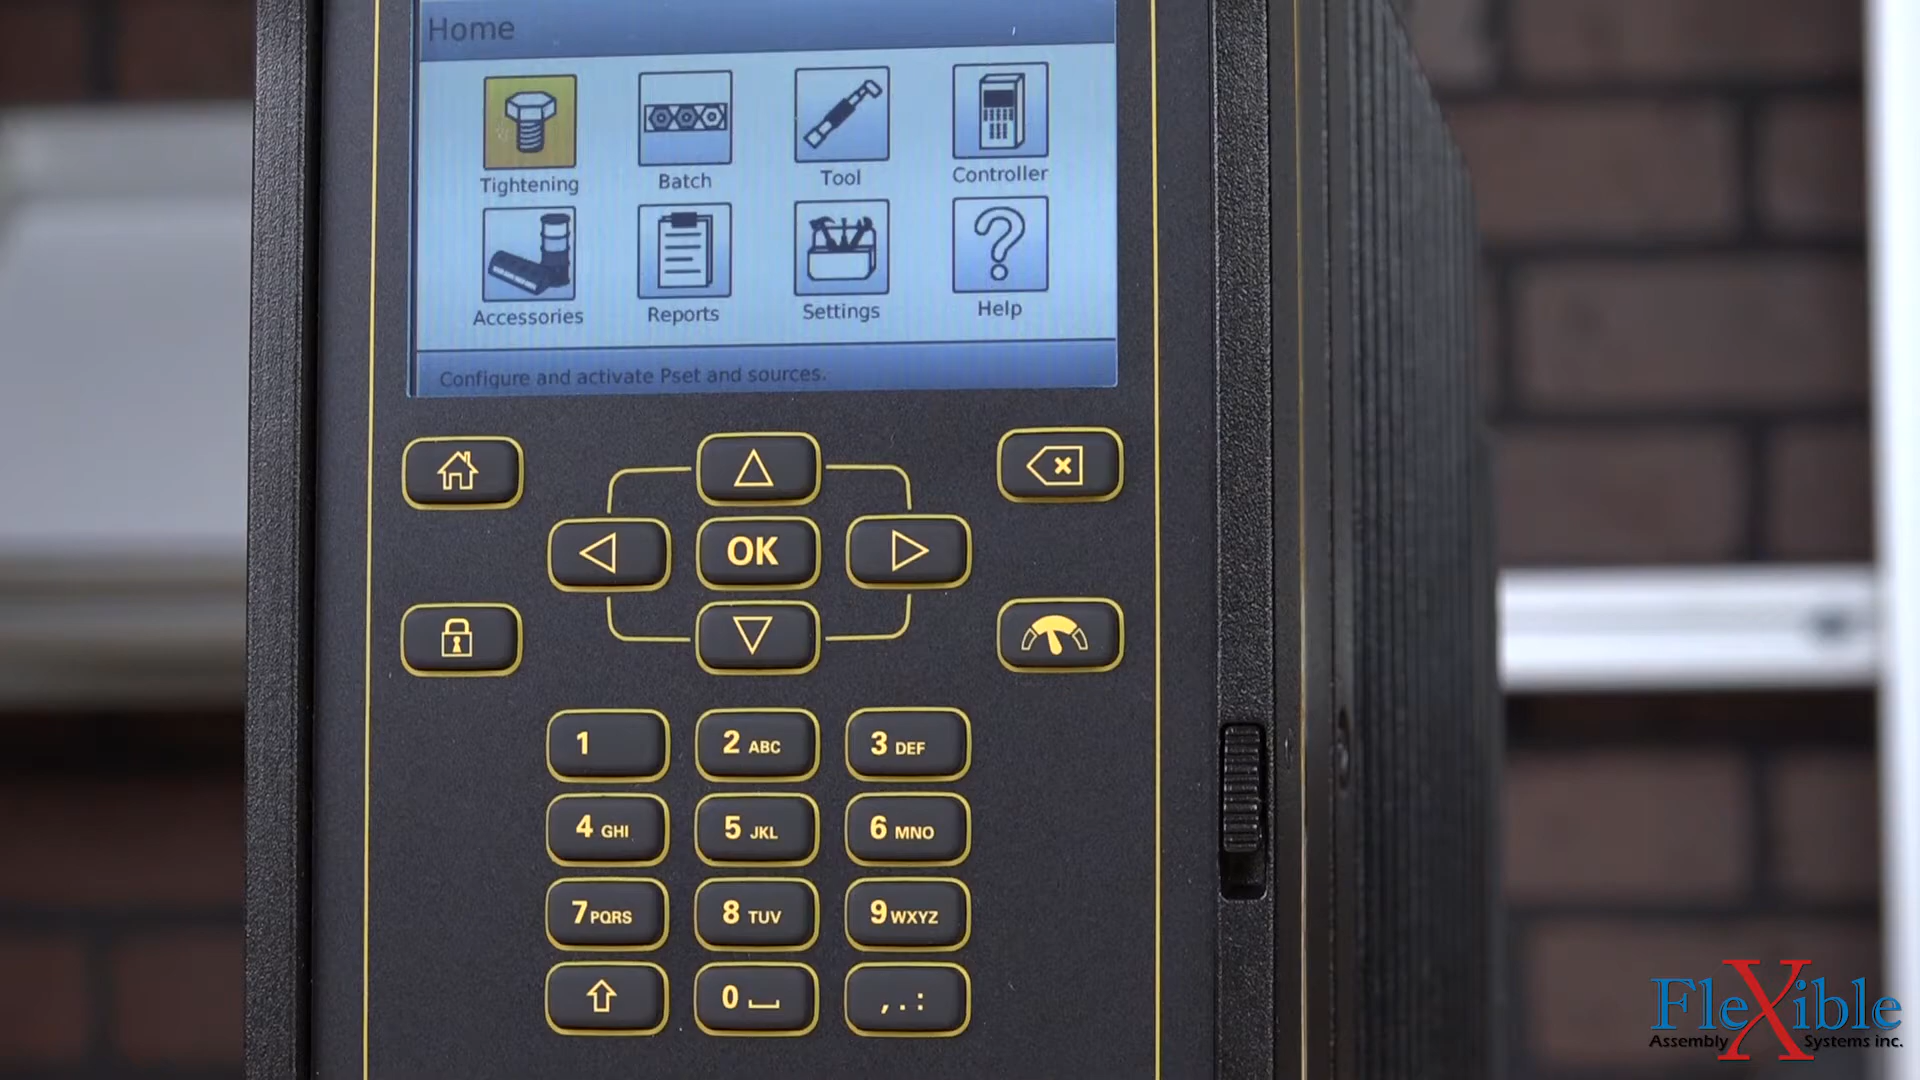 Home
Tightening
Batch
Tool
Controller
Accessories
Reports
Settings
Help
Configure and activate Pset and sources.
OK
1
2 ABC
3 DEF
4 GHI
5 JKL
6 MNO
7 PQRS
8 TUV
9 WXYZ
0
, . :
FleXible
Assembly Systems inc.